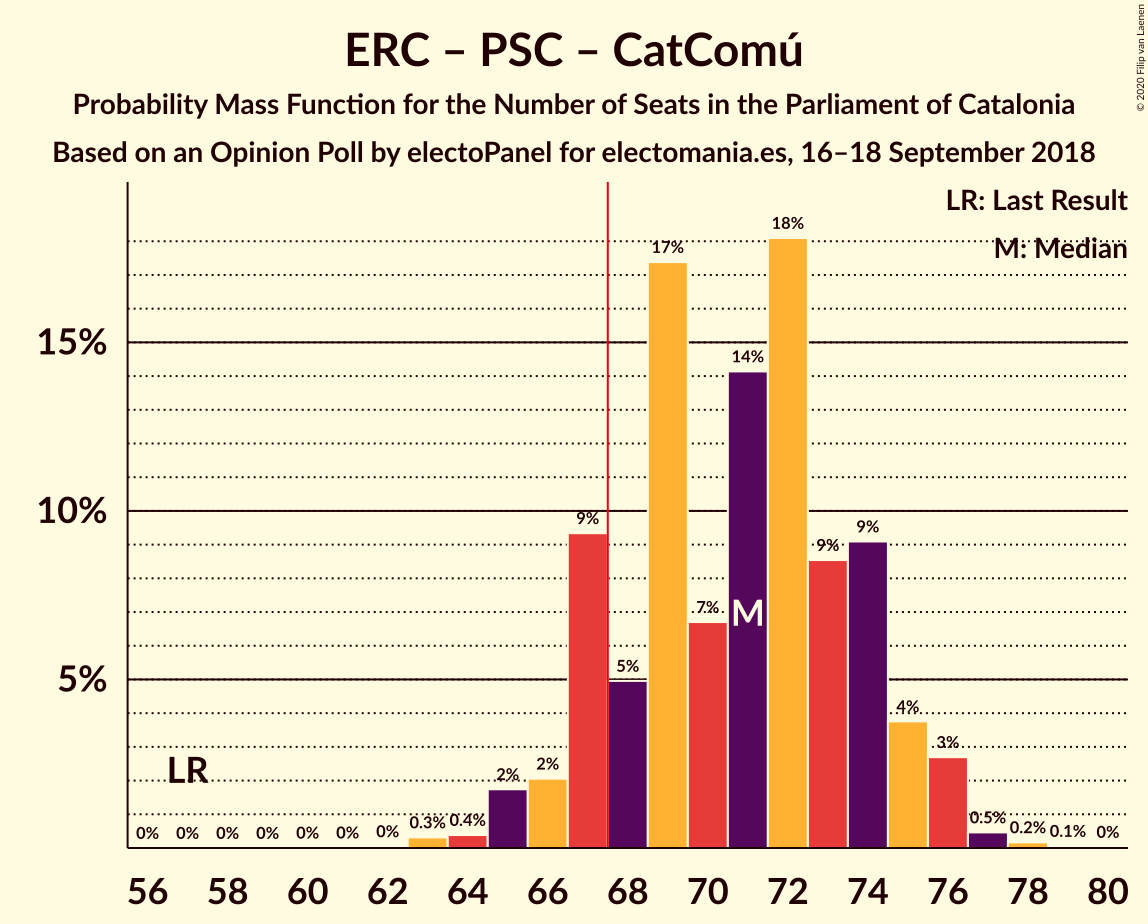 ERC – PSC – CatComú
Probability Mass Function for the Number of Seats in the Parliament of Catalonia
Based on an Opinion Poll by electoPanel for electomania.es, 16–18 September 2018
© 2020 Filip van Laenen
LR: Last Result
M: Median
18%
17%
15%
14%
10%
9%
9%
9%
7%
M
5%
5%
4%
3%
LR
2%
2%
0% 0% 0% 0% 0% 0% 0% 0.3% 0.4% 0.5% 0.2% 0.1% 0%
56 58 60 62 64 66 68 70 72 74 76 78 80